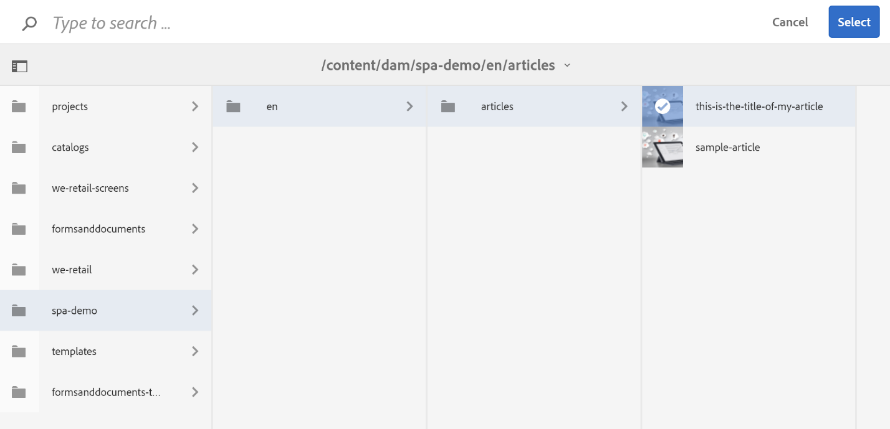 Type to search ...
Cancel
Select
/content/dam/spa-demo/en/articles
projects
catalogs
we-retail-screens
formsanddocuments
we-retail
spa-demo
templates
formsanddocuments-t...
en
articles
this-is-the-title-of-my-article
sample-article